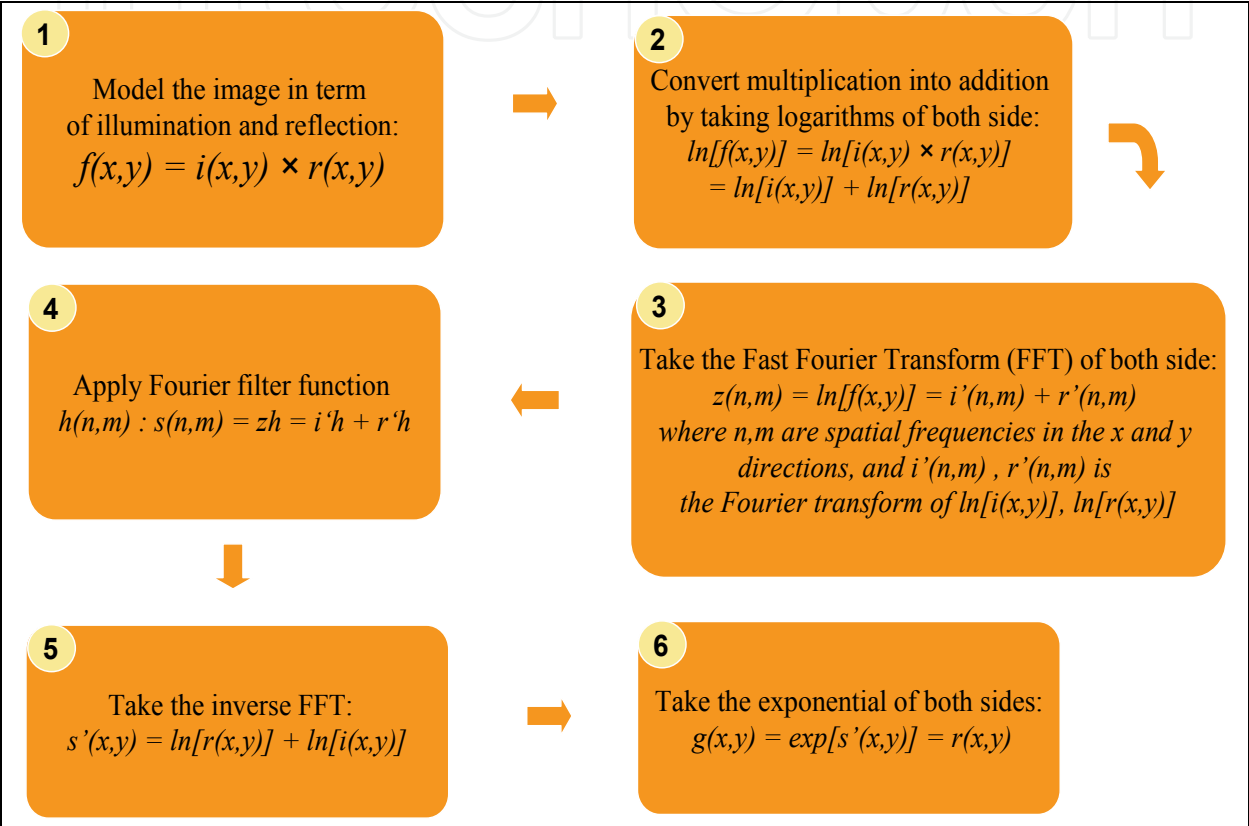 1
Model the image in term
of illumination and reflection:
f(x,y) = i(x,y) × r(x,y)
2
Convert multiplication into addition
by taking logarithms of both side:
ln[f(x,y)] = ln[i(x,y) × r(x,y)]
= ln[i(x,y)] + ln[r(x,y)]
3
Take the Fast Fourier Transform (FFT) of both side:
z(n,m) = ln[f(x,y)] = i’(n,m) + r’(n,m)
where n,m are spatial frequencies in the x and y
directions, and i’(n,m) , r’(n,m) is
the Fourier transform of ln[i(x,y)], ln[r(x,y)]
4
Apply Fourier filter function
h(n,m) : s(n,m) = zh = i‘h + r‘h
5
Take the inverse FFT:
s’(x,y) = ln[r(x,y)] + ln[i(x,y)]
6
Take the exponential of both sides:
g(x,y) = exp[s’(x,y)] = r(x,y)